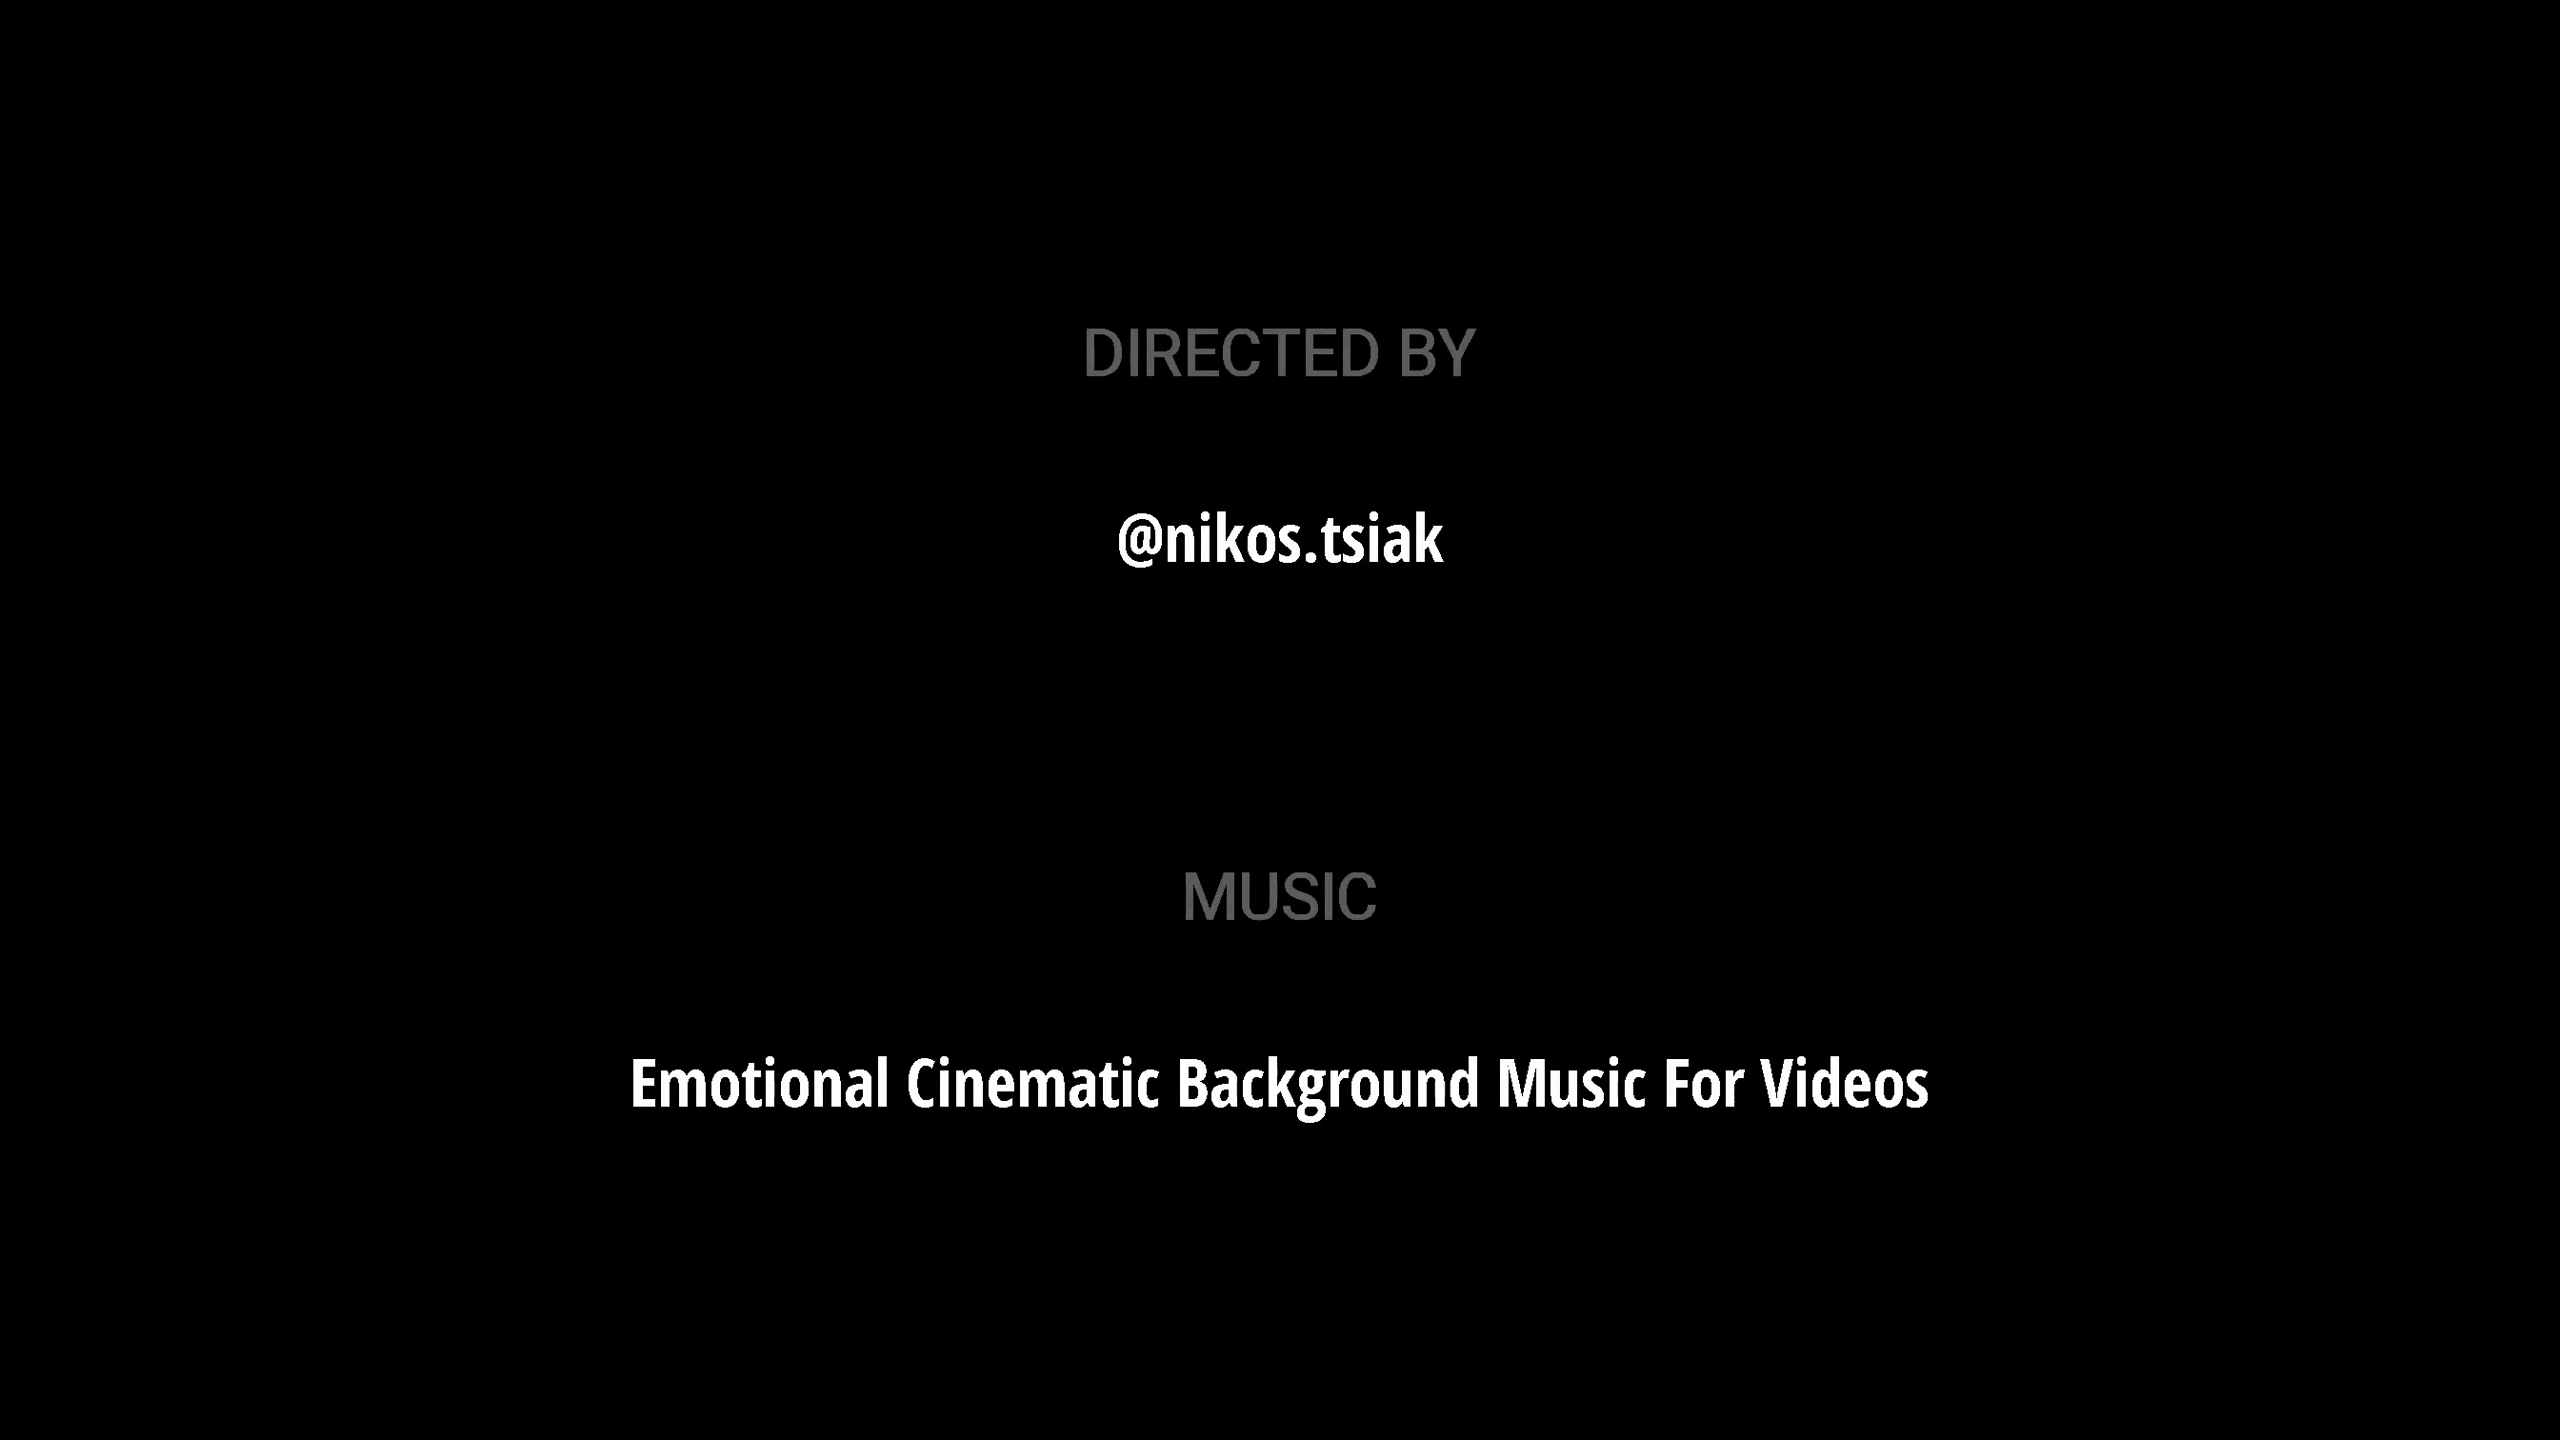 DIRECTED BY
@nikos.tsiak
MUSIC
Emotional Cinematic Background Music For Videos